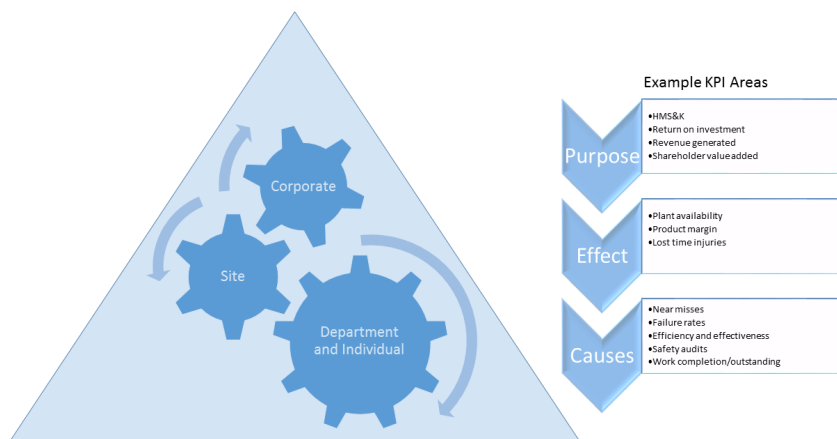 Example KPI Areas
Corporate
Site
Department
and Individual
Purpose
•HMS&K
•Return on investment
•Revenue generated
•Shareholder value added
Effect
•Plant availability
•Product margin
•Lost time injuries
Causes
•Near misses
•Failure rates
•Efficiency and effectiveness
•Safety audits
•Work completion/outstanding